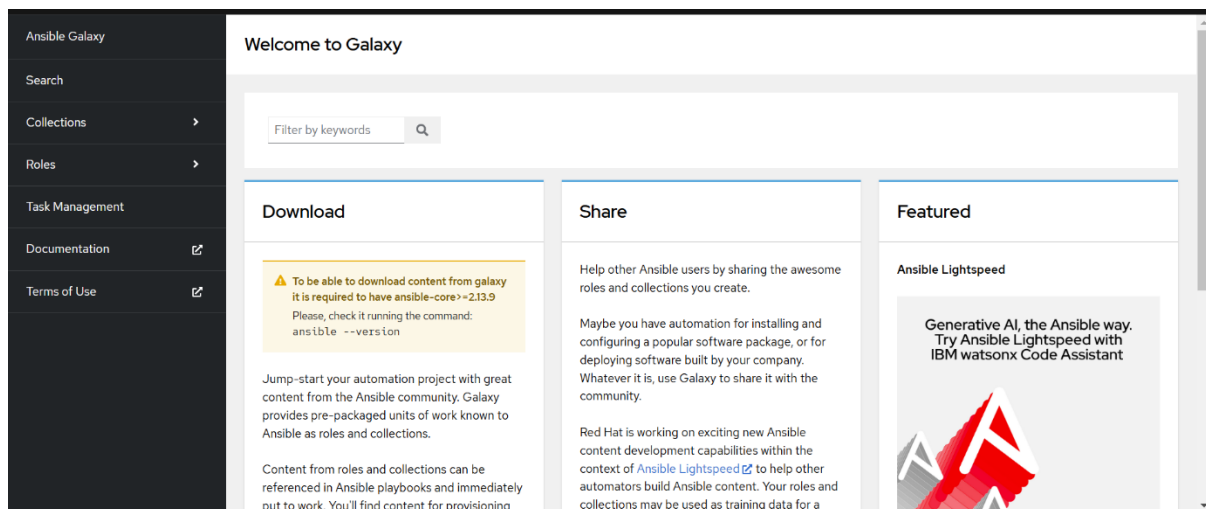 Ansible Galaxy
Search
Collections
Roles
Task Management
Documentation
Terms of Use
Welcome to Galaxy
Filter by keywords
Download
To be able to download content from galaxy
it is required to have ansible-core>=2.13.9
Please, check it running the command:
ansible --version
Jump-start your automation project with great
content from the Ansible community. Galaxy
provides pre-packaged units of work known to
Ansible as roles and collections.
Content from roles and collections can be
referenced in Ansible playbooks and immediately
put to work. You'll find content for provisioning
Share
Help other Ansible users by sharing the awesome
roles and collections you create.
Maybe you have automation for installing and
configuring a popular software package, or for
deploying software built by your company.
Whatever it is, use Galaxy to share it with the
community.
Red Hat is working on exciting new Ansible
content development capabilities within the
context of Ansible Lightspeed to help other
automators build Ansible content. Your roles and
collections may be used as training data for a
Featured
Ansible Lightspeed
Generative AI, the Ansible way.
Try Ansible Lightspeed with
IBM watsonx Code Assistant